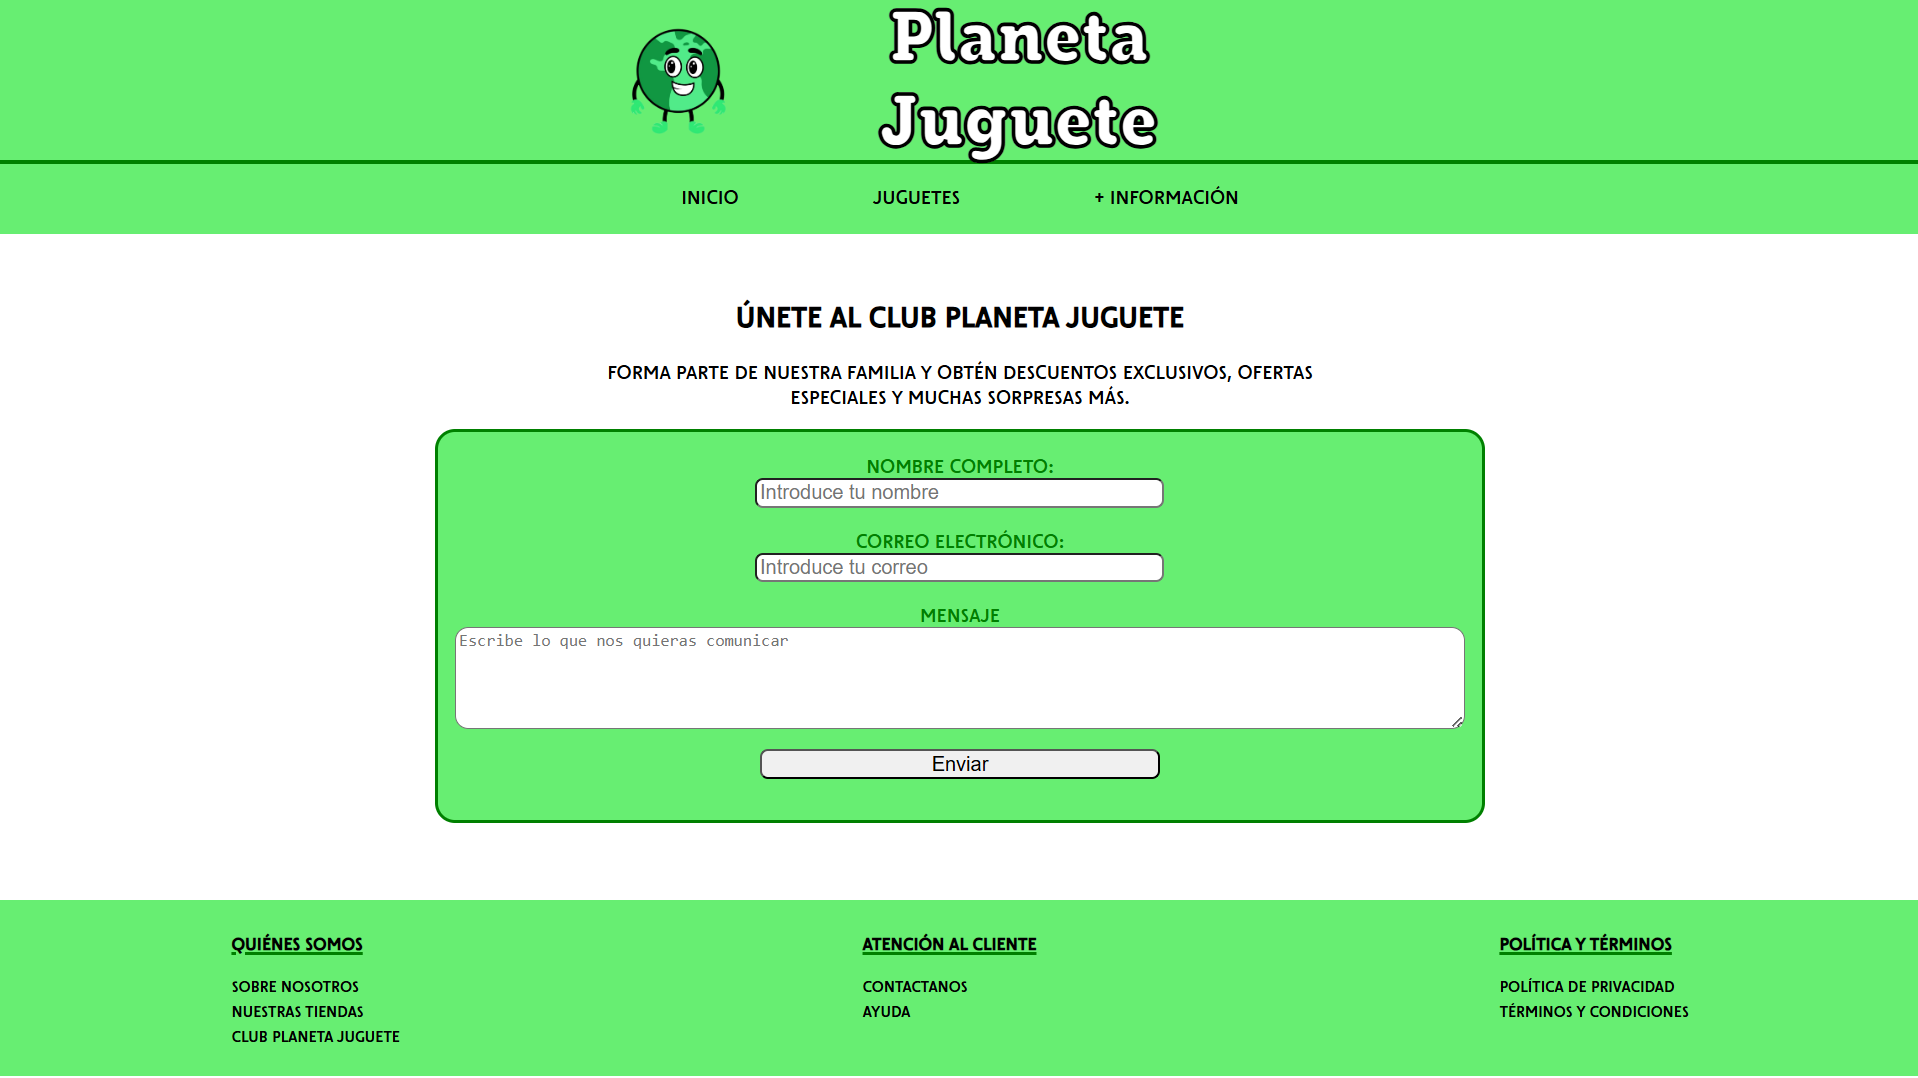 Planeta
Juguete
INICIO
JUGUETES
+ INFORMACIÓN
ÚNETE AL CLUB PLANETA JUGUETE
FORMA PARTE DE NUESTRA FAMILIA Y OBTÉN DESCUENTOS EXCLUSIVOS, OFERTAS
ESPECIALES Y MUCHAS SORPRESAS MÁS.
NOMBRE COMPLETO:
Introduce tu nombre
CORREO ELECTRÓNICO:
Introduce tu correo
MENSAJE
Escribe lo que nos quieras comunicar
Enviar
QUIÉNES SOMOS
SOBRE NOSOTROS
NUESTRAS TIENDAS
CLUB PLANETA JUGUETE
ATENCIÓN AL CLIENTE
CONTACTANOS
AYUDA
POLÍTICA Y TÉRMINOS
POLÍTICA DE PRIVACIDAD
TÉRMINOS Y CONDICIONES